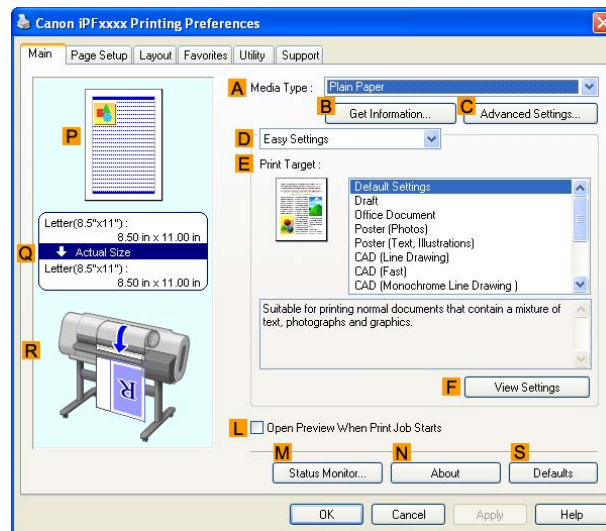 Canon iPFxxxx Printing Preferences
Main Page Setup Layout Favorites Utility Support
A Media Type : Plain Paper
B Get Information... C Advanced Settings...
D Easy Settings
E Print Target :
Default Settings
Draft
Office Document
Poster (Photos)
Poster (Text, Illustrations)
CAD (Line Drawing)
CAD (Fast)
CAD (Monochrome Line Drawing )
Suitable for printing normal documents that contain a mixture of
text, photographs and graphics.
F View Settings
P
Q
Letter(8.5"x11") :
8.50 in x 11.00 in
Actual Size
Letter(8.5"x11") :
8.50 in x 11.00 in
R
R
L Open Preview When Print Job Starts
M Status Monitor... N About S Defaults
OK Cancel Apply Help